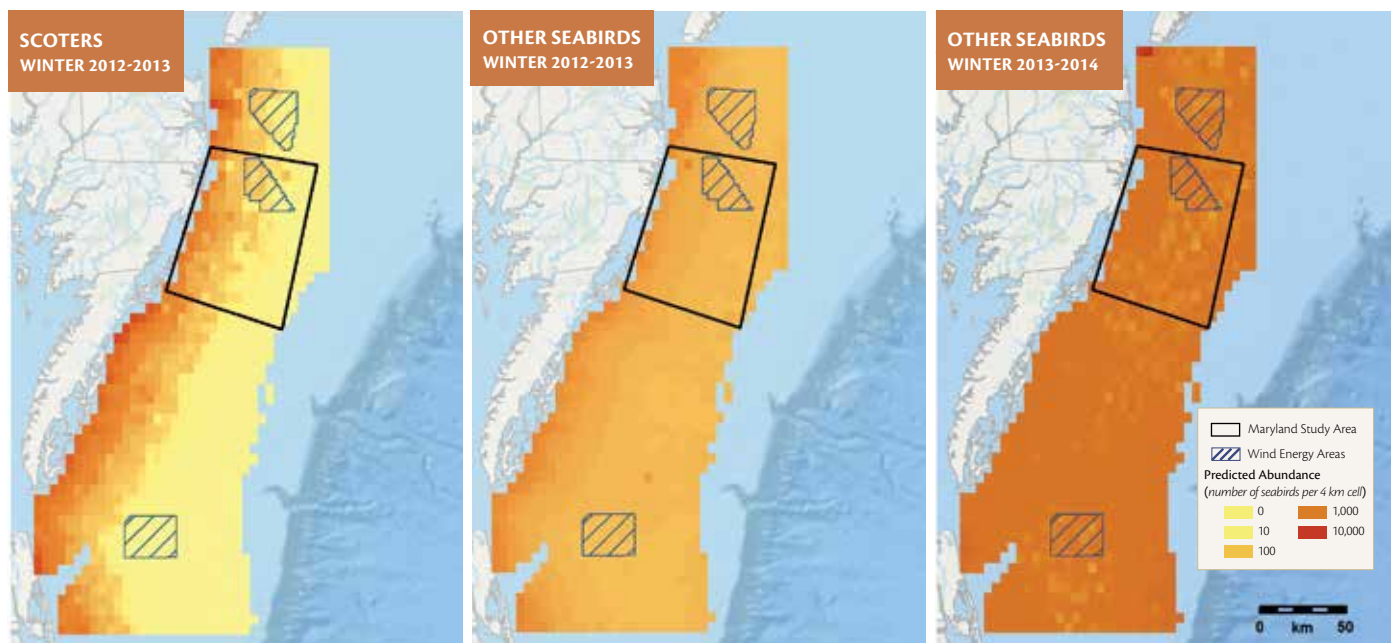 SCOTERS
WINTER 2012-2013
OTHER SEABIRDS
WINTER 2012-2013
OTHER SEABIRDS
WINTER 2013-2014
Maryland Study Area
Wind Energy Areas
Predicted Abundance
(number of seabirds per 4 km cell)
0
10
100
1,000
10,000
0 km 50